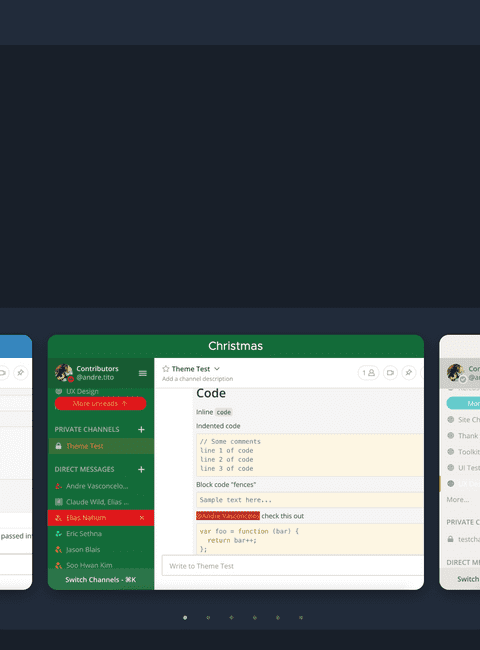 Christmas
Contributors
@andre.tito
UX Design
More unreads ↑
PRIVATE CHANNELS +
Theme Test
DIRECT MESSAGES +
Andre Vasconcelo...
Claude Wild, Elias ...
Elias Nahum ×
Eric Sethna
Jason Blais
Soo Hwan Kim
Switch Channels - ⌘K
Theme Test
Add a channel description
1
Code
Inline code
Indented code
// Some comments
line 1 of code
line 2 of code
line 3 of code
Block code "fences"
Sample text here...
@Andre Vasconcelos check this out
var foo = function (bar) {
return bar++;
};
Write to Theme Test
passed in
Con
@an
Mor
Site Ch
Thank
Toolkit
UI Test
More...
PRIVATE C
testcha
DIRECT ME
Switch